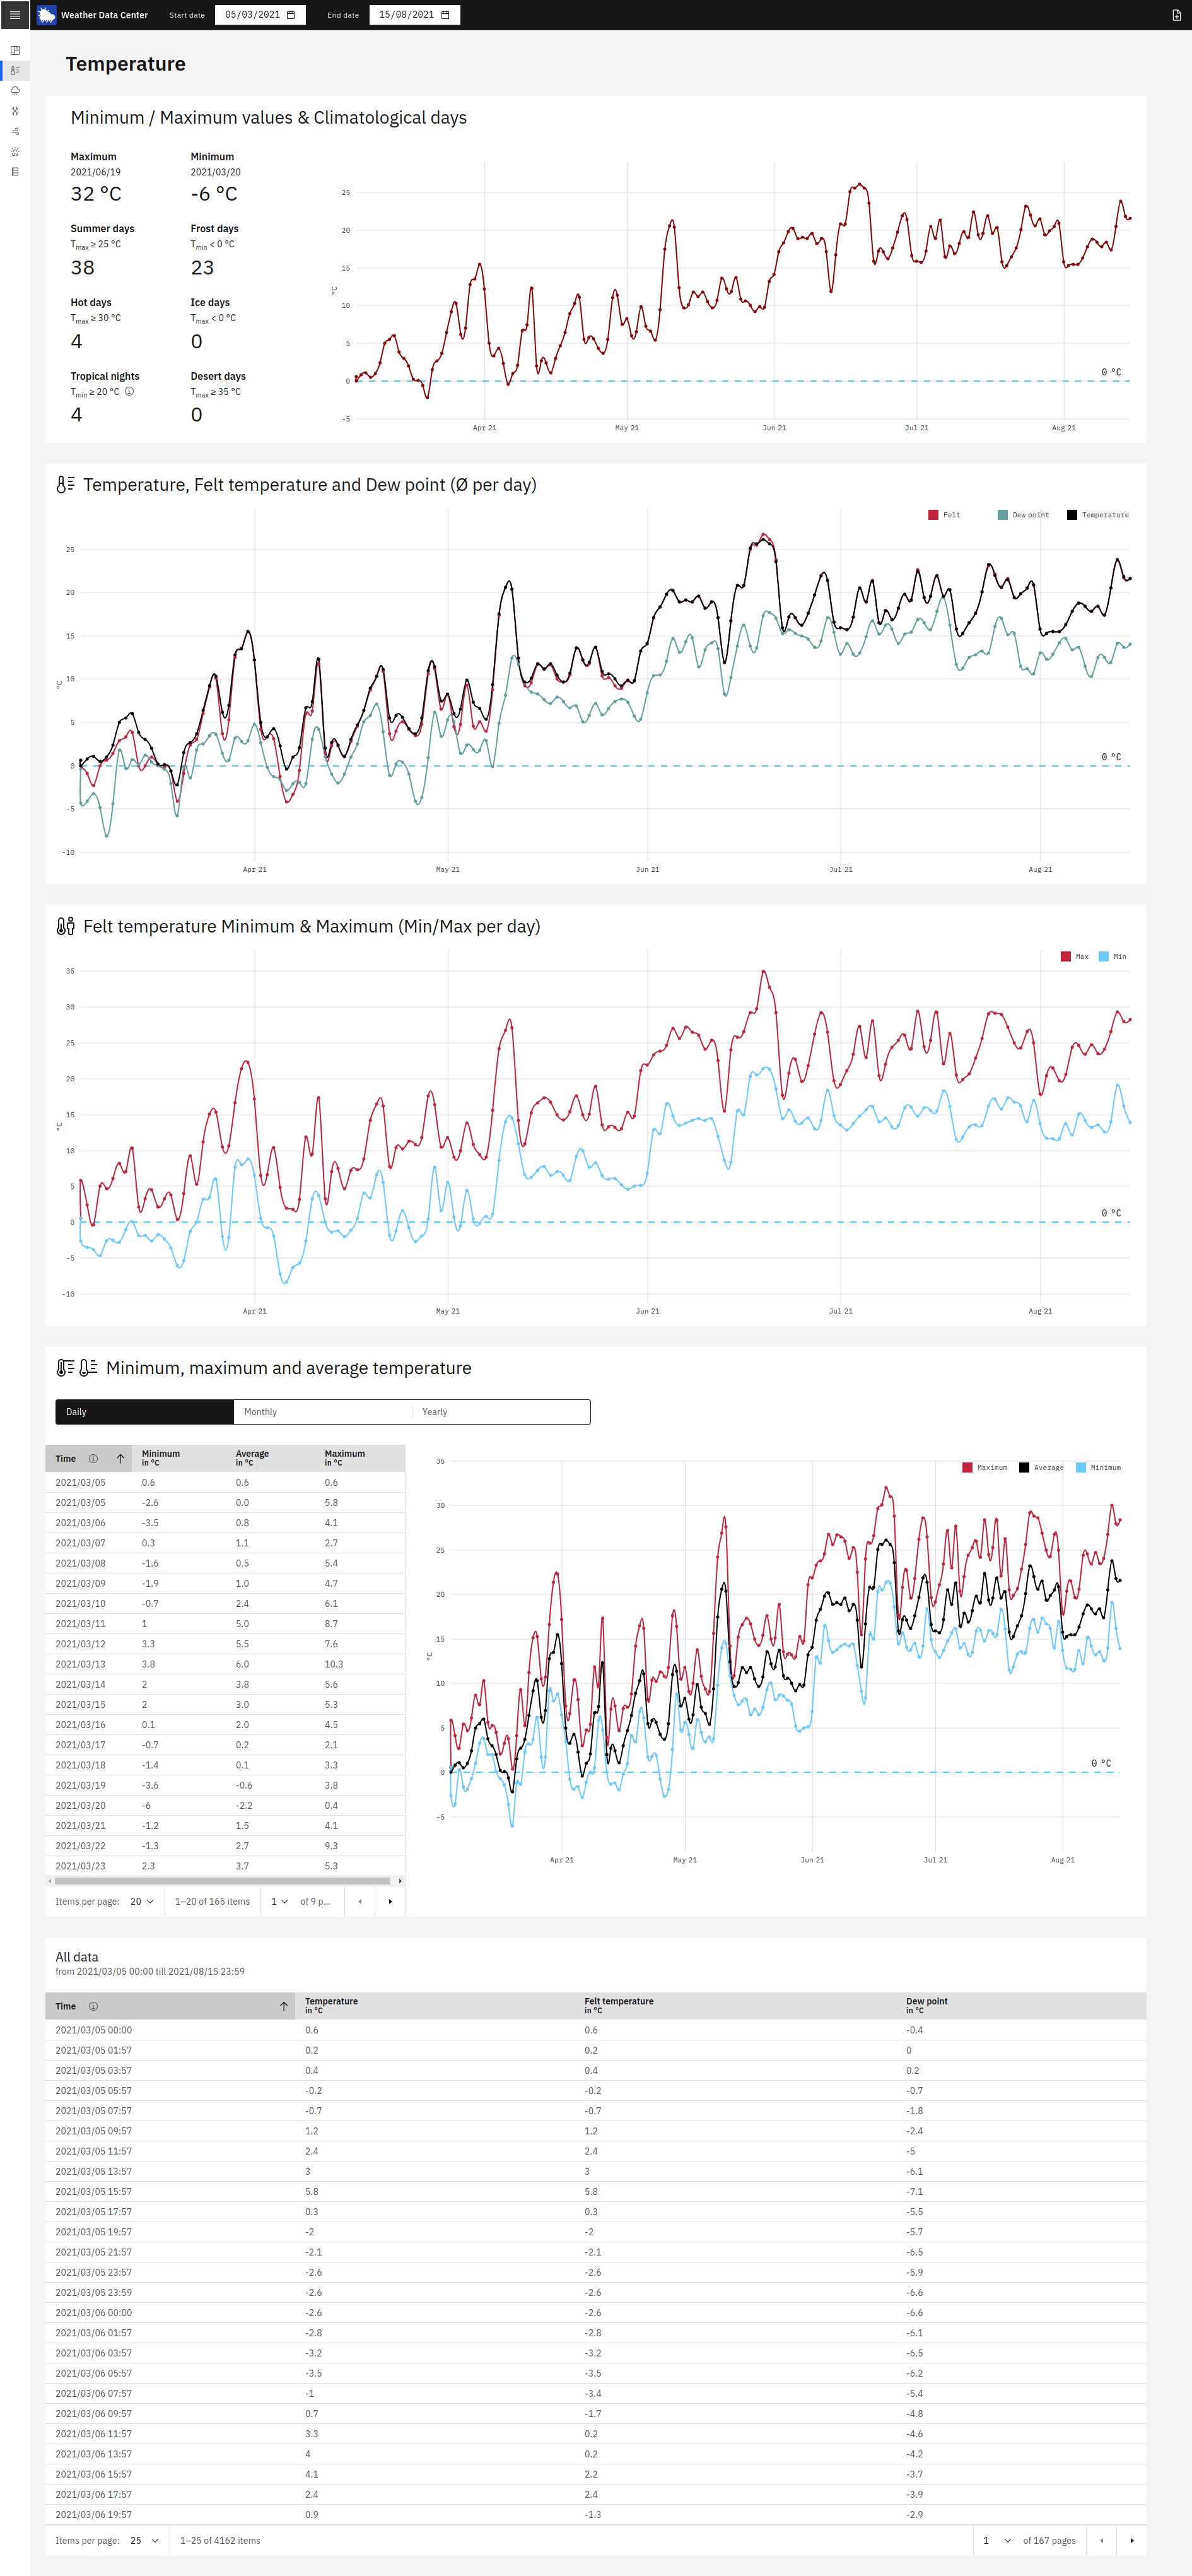 Weather Data Center Start date 05/03/2021 End date 15/08/2021
Temperature
Minimum / Maximum values & Climatological days
Maximum Minimum
2021/06/19 2021/03/20
32 °C -6 °C
Summer days Frost days
Tmax ≥ 25 °C Tmin < 0 °C
38 23
Hot days Ice days
Tmax ≥ 30 °C Tmax < 0 °C
4 0
Tropical nights Desert days
Tmin ≥ 20 °C Tmax ≥ 35 °C
4 0
25
20
15
°C
10
5
0 0 °C
-5
Apr 21 May 21 Jun 21 Jul 21 Aug 21
Temperature, Felt temperature and Dew point (Ø per day)
Felt Dew point Temperature
25
20
15
10
°C
5
0 0 °C
-5
-10
Apr 21 May 21 Jun 21 Jul 21 Aug 21
Felt temperature Minimum & Maximum (Min/Max per day)
Max Min
35
30
25
20
15
°C
10
5
0 0 °C
-5
-10
Apr 21 May 21 Jun 21 Jul 21 Aug 21
Minimum, maximum and average temperature
Daily Monthly Yearly
Time Minimum in °C Average in °C Maximum in °C
2021/03/05 0.6 0.6 0.6
2021/03/05 -2.6 0.0 5.8
2021/03/06 -3.5 0.8 4.1
2021/03/07 0.3 1.1 2.7
2021/03/08 -1.6 0.5 5.4
2021/03/09 -1.9 1.0 4.7
2021/03/10 -0.7 2.4 6.1
2021/03/11 1 5.0 8.7
2021/03/12 3.3 5.5 7.6
2021/03/13 3.8 6.0 10.3
2021/03/14 2 3.8 5.6
2021/03/15 2 3.0 5.3
2021/03/16 0.1 2.0 4.5
2021/03/17 -0.7 0.2 2.1
2021/03/18 -1.4 0.1 3.3
2021/03/19 -3.6 -0.6 3.8
2021/03/20 -6 -2.2 0.4
2021/03/21 -1.2 1.5 4.1
2021/03/22 -1.3 2.7 9.3
2021/03/23 2.3 3.7 5.3
Items per page: 20 1–20 of 165 items 1 of 9 p...
Maximum Average Minimum
35
30
25
20
15
°C
10
5
0 0 °C
-5
Apr 21 May 21 Jun 21 Jul 21 Aug 21
All data
from 2021/03/05 00:00 till 2021/08/15 23:59
Time Temperature in °C Felt temperature in °C Dew point in °C
2021/03/05 00:00 0.6 0.6 -0.4
2021/03/05 01:57 0.2 0.2 0
2021/03/05 03:57 0.4 0.4 0.2
2021/03/05 05:57 -0.2 -0.2 -0.7
2021/03/05 07:57 -0.7 -0.7 -1.8
2021/03/05 09:57 1.2 1.2 -2.4
2021/03/05 11:57 2.4 2.4 -5
2021/03/05 13:57 3 3 -6.1
2021/03/05 15:57 5.8 5.8 -7.1
2021/03/05 17:57 0.3 0.3 -5.5
2021/03/05 19:57 -2 -2 -5.7
2021/03/05 21:57 -2.1 -2.1 -6.5
2021/03/05 23:57 -2.6 -2.6 -5.9
2021/03/05 23:59 -2.6 -2.6 -6.6
2021/03/06 00:00 -2.6 -2.6 -6.6
2021/03/06 01:57 -2.8 -2.8 -6.1
2021/03/06 03:57 -3.2 -3.2 -6.5
2021/03/06 05:57 -3.5 -3.5 -6.2
2021/03/06 07:57 -1 -3.4 -5.4
2021/03/06 09:57 0.7 -1.7 -4.8
2021/03/06 11:57 3.3 0.2 -4.6
2021/03/06 13:57 4 0.2 -4.2
2021/03/06 15:57 4.1 2.2 -3.7
2021/03/06 17:57 2.4 2.4 -3.9
2021/03/06 19:57 0.9 -1.3 -2.9
Items per page: 25 1–25 of 4162 items 1 of 167 pages